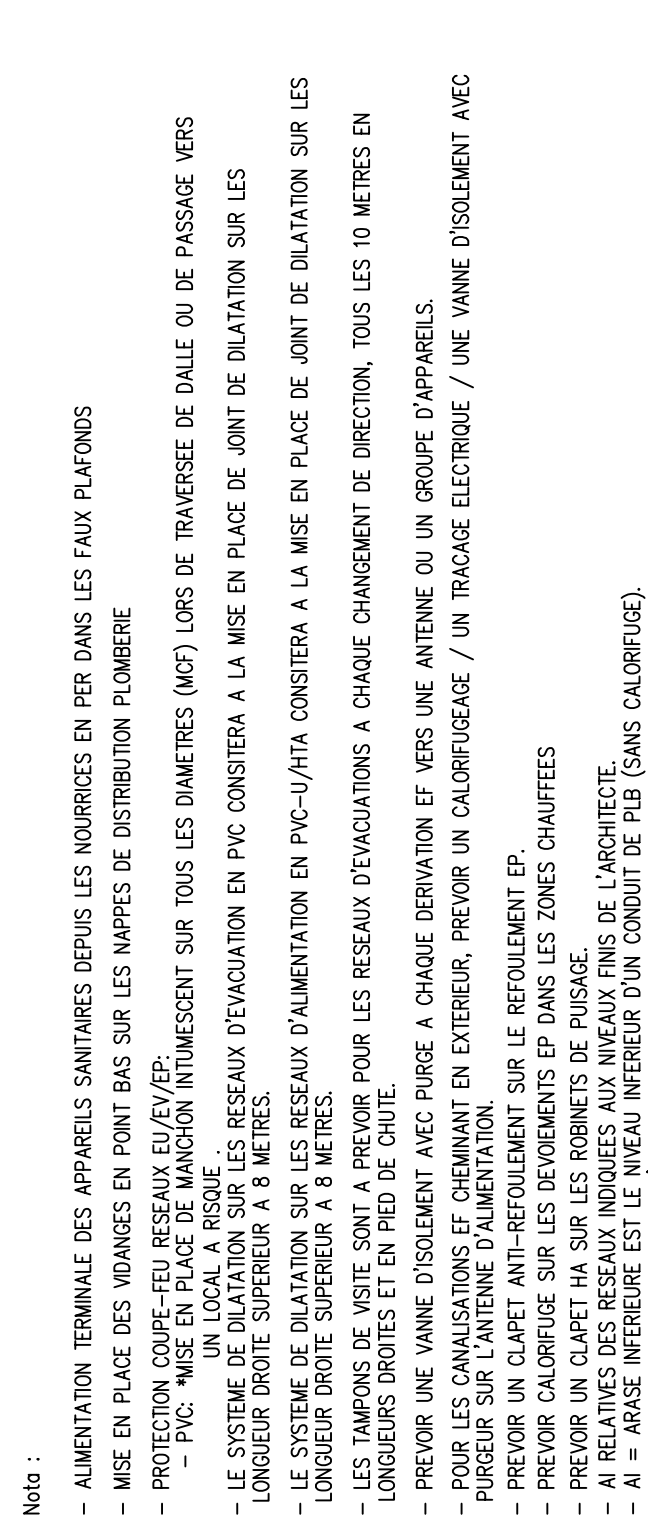 Nota :
– ALIMENTATION TERMINALE DES APPAREILS SANITAIRES DEPUIS LES NOURRICES EN PER DANS LES FAUX PLAFONDS
– MISE EN PLACE DES VIDANGES EN POINT BAS SUR LES NAPPES DE DISTRIBUTION PLOMBERIE
– PROTECTION COUPE–FEU RESEAUX EU/EV/EP:
– PVC: *MISE EN PLACE DE MANCHON INTUMESCENT SUR TOUS LES DIAMETRES (MCF) LORS DE TRAVERSEE DE DALLE OU DE PASSAGE VERS
UN LOCAL A RISQUE .
– LE SYSTEME DE DILATATION SUR LES RESEAUX D'EVACUATION EN PVC CONSITERA A LA MISE EN PLACE DE JOINT DE DILATATION SUR LES
LONGUEUR DROITE SUPERIEUR A 8 METRES.
– LE SYSTEME DE DILATATION SUR LES RESEAUX D'ALIMENTATION EN PVC–U/HTA CONSITERA A LA MISE EN PLACE DE JOINT DE DILATATION SUR LES
LONGUEUR DROITE SUPERIEUR A 8 METRES.
– LES TAMPONS DE VISITE SONT A PREVOIR POUR LES RESEAUX D'EVACUATIONS A CHAQUE CHANGEMENT DE DIRECTION, TOUS LES 10 METRES EN
LONGUEURS DROITES ET EN PIED DE CHUTE.
– PREVOIR UNE VANNE D'ISOLEMENT AVEC PURGE A CHAQUE DERIVATION EF VERS UNE ANTENNE OU UN GROUPE D'APPAREILS.
– POUR LES CANALISATIONS EF CHEMINANT EN EXTERIEUR, PREVOIR UN CALORIFUGEAGE / UN TRACAGE ELECTRIQUE / UNE VANNE D'ISOLEMENT AVEC
PURGEUR SUR L'ANTENNE D'ALIMENTATION.
– PREVOIR UN CLAPET ANTI–REFOULEMENT SUR LE REFOULEMENT EP.
– PREVOIR CALORIFUGE SUR LES DEVOIEMENTS EP DANS LES ZONES CHAUFFEES
– PREVOIR UN CLAPET HA SUR LES ROBINETS DE PUISAGE.
– AI RELATIVES DES RESEAUX INDIQUEES AUX NIVEAUX FINIS DE L'ARCHITECTE.
– AI = ARASE INFERIEURE EST LE NIVEAU INFERIEUR D'UN CONDUIT DE PLB (SANS CALORIFUGE).